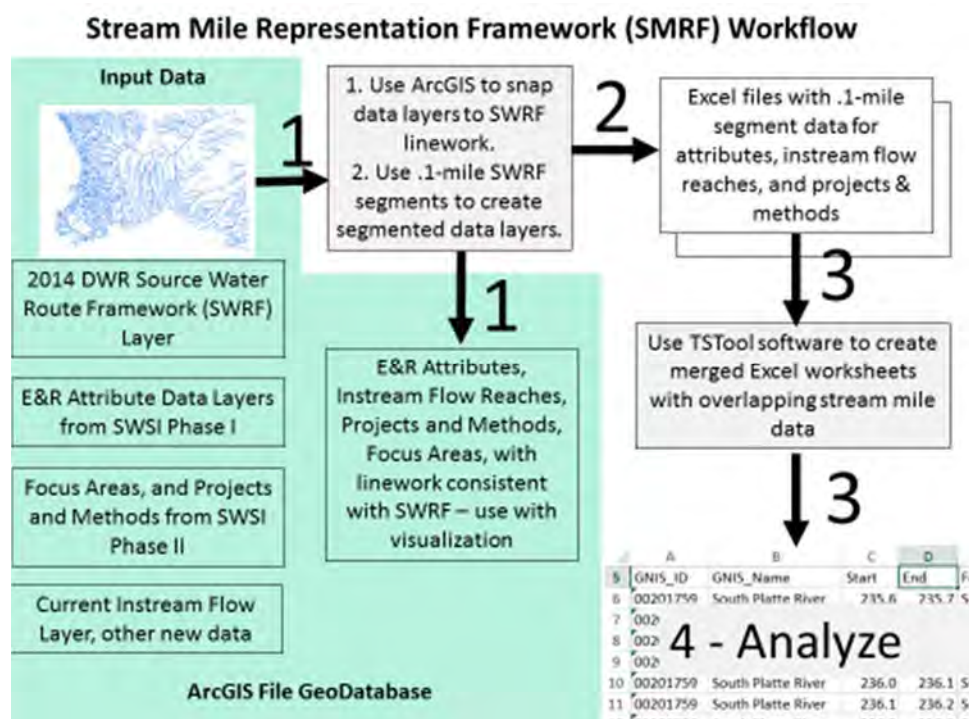 Stream Mile Representation Framework (SMRF) Workflow
Input Data
2014 DWR Source Water
Route Framework (SWRF)
Layer
E&R Attribute Data Layers
from SWSI Phase I
Focus Areas, and Projects
and Methods from SWSI
Phase II
Current Instream Flow
Layer, other new data
ArcGIS File GeoDatabase
1
1. Use ArcGIS to snap
data layers to SWRF
linework.
2. Use .1-mile SWRF
segments to create
segmented data layers.
1
E&R Attributes,
Instream Flow Reaches,
Projects and Methods,
Focus Areas, with
linework consistent
with SWRF – use with
visualization
2
Excel files with .1-mile
segment data for
attributes, instream flow
reaches, and projects &
methods
3
Use TSTool software to create
merged Excel worksheets
with overlapping stream mile
data
3
A B C D
5 GNIS_ID GNIS_Name Start End F
6 00201759 South Platte River 235.6 235.7 S
7 002
8 002
9 002
4 - Analyze
10 00201759 South Platte River 236.0 236.1 S
11 00201759 South Platte River 236.1 236.2 S